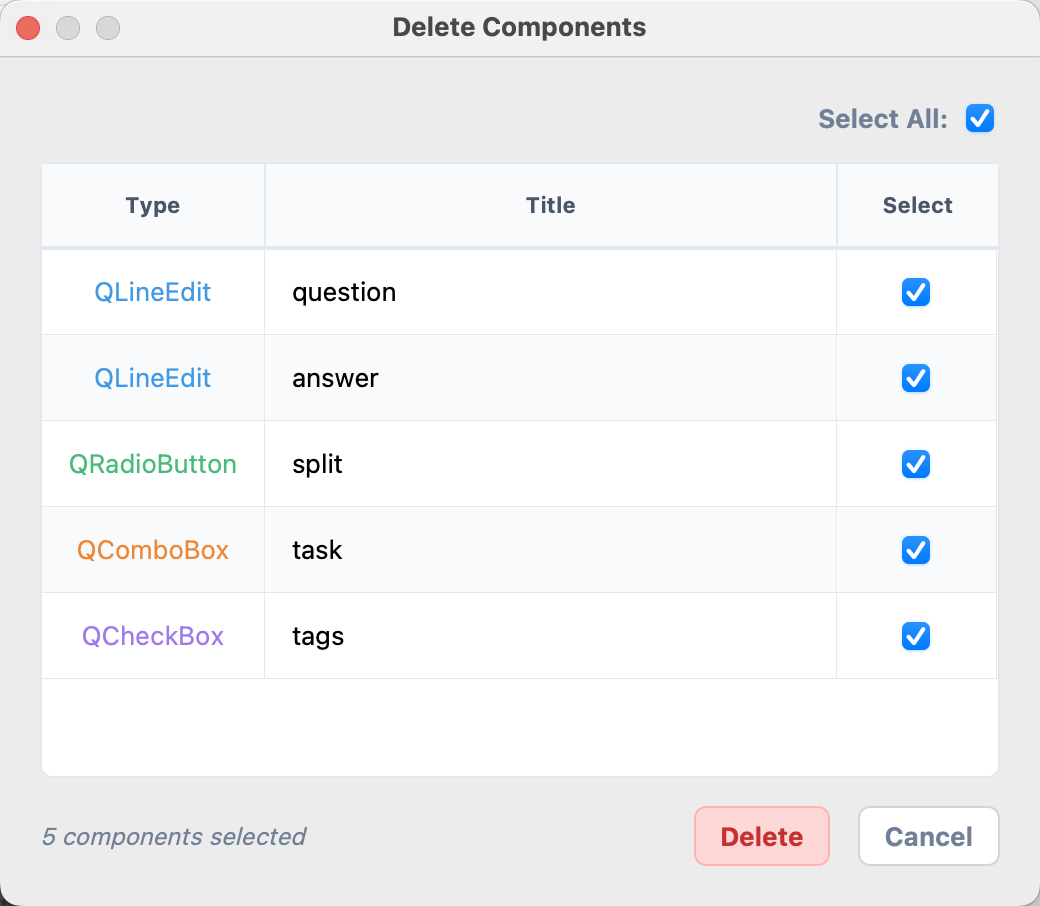 Delete Components
Select All:
Type Title Select
QLineEdit question
QLineEdit answer
QRadioButton split
QComboBox task
QCheckBox tags
5 components selected Delete Cancel